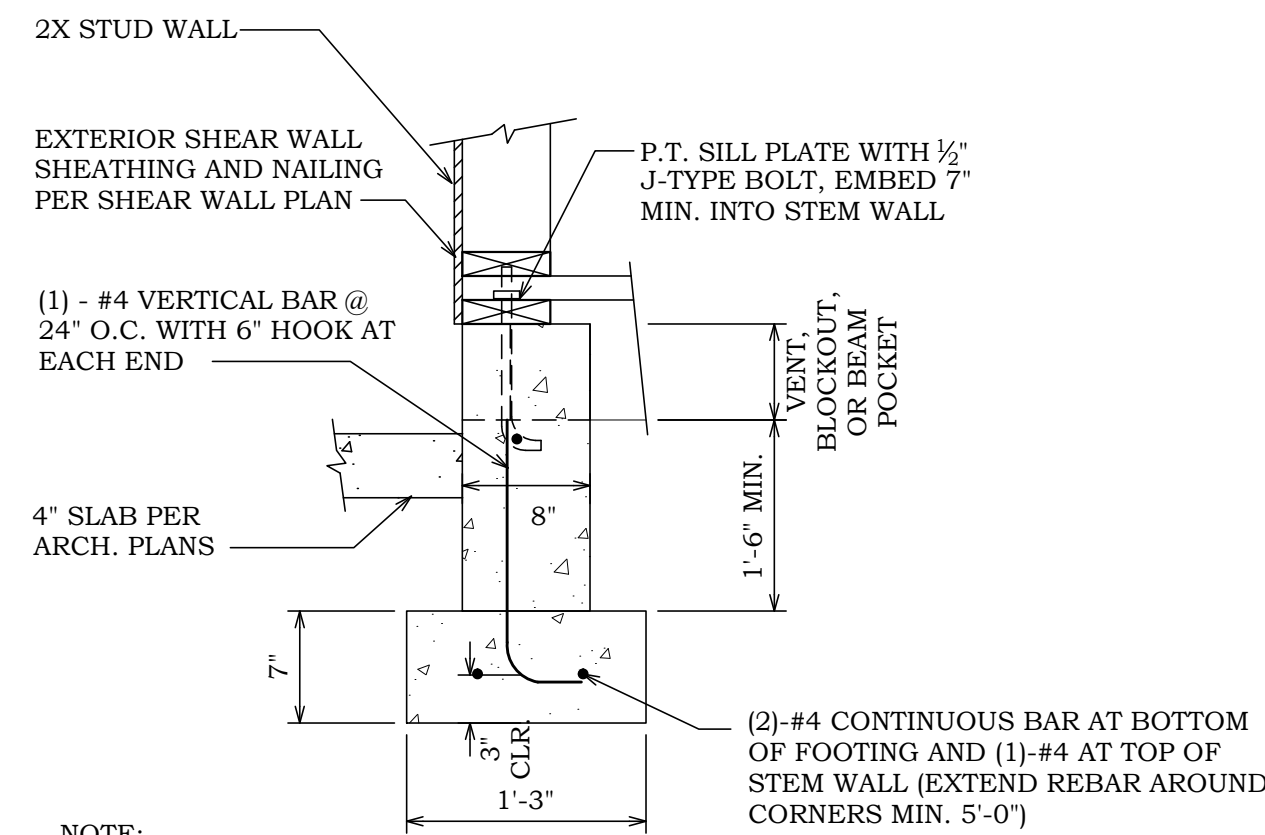 2X STUD WALL
EXTERIOR SHEAR WALL
SHEATHING AND NAILING
PER SHEAR WALL PLAN
P.T. SILL PLATE WITH ½"
J-TYPE BOLT, EMBED 7"
MIN. INTO STEM WALL
(1) - #4 VERTICAL BAR @
24" O.C. WITH 6" HOOK AT
EACH END
VENT,
BLOCKOUT,
OR BEAM
POCKET
4" SLAB PER
ARCH. PLANS
8"
1'-6" MIN.
7"
3"
CLR.
1'-3"
(2)-#4 CONTINUOUS BAR AT BOTTOM
OF FOOTING AND (1)-#4 AT TOP OF
STEM WALL (EXTEND REBAR AROUND
CORNERS MIN. 5'-0")
NOTE: